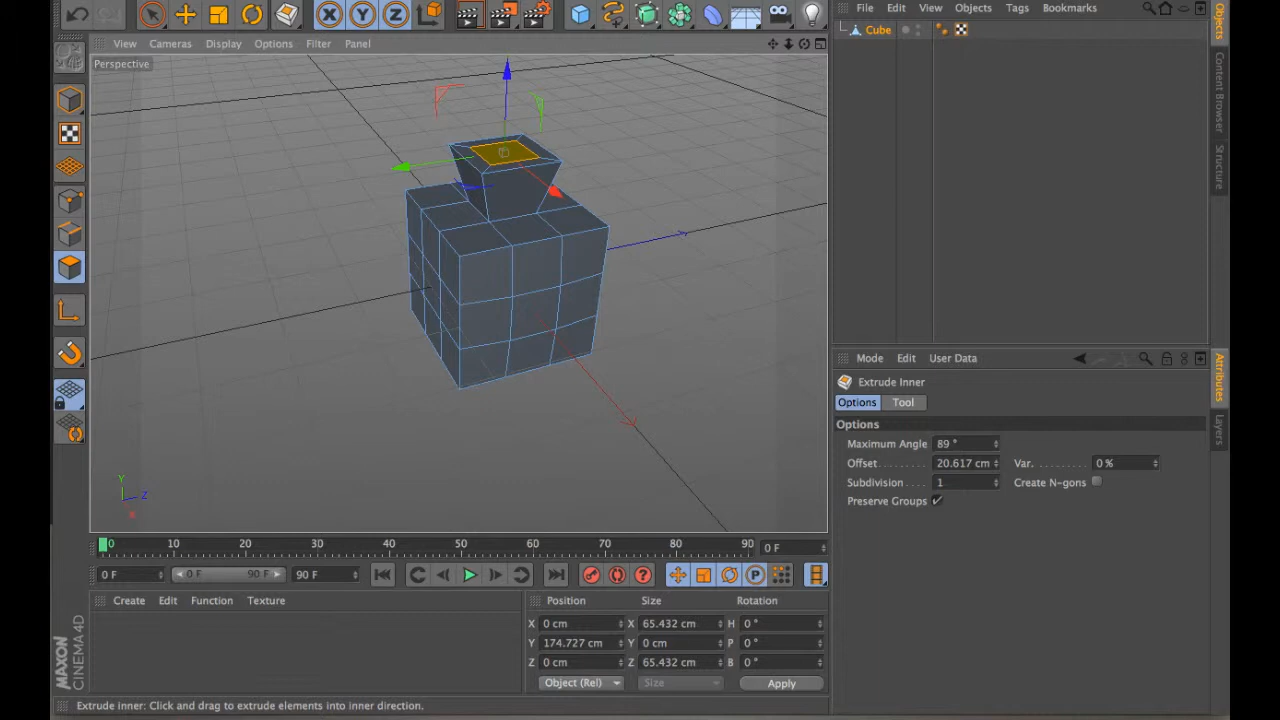 File Edit View Objects Tags Bookmarks
View Cameras Display Options Filter Panel
Cube
Perspective
Objects
Content Browser
Structure
Mode Edit User Data
Extrude Inner
Options Tool
Options
Maximum Angle 89 °
Offset 20.617 cm Var. 0 %
Subdivision 1 Create N-gons
Preserve Groups
Attributes
Layers
X Y Z
Y
Z
X
0 10 20 30 40 50 60 70 80 90 0 F
0 F 0 F 90 F 90 F
P
Create Edit Function Texture
Position Size Rotation
X 0 cm X 65.432 cm H 0 °
Y 174.727 cm Y 0 cm P 0 °
Z 0 cm Z 65.432 cm B 0 °
Object (Rel) Size Apply
MAXON
CINEMA 4D
Extrude inner: Click and drag to extrude elements into inner direction.